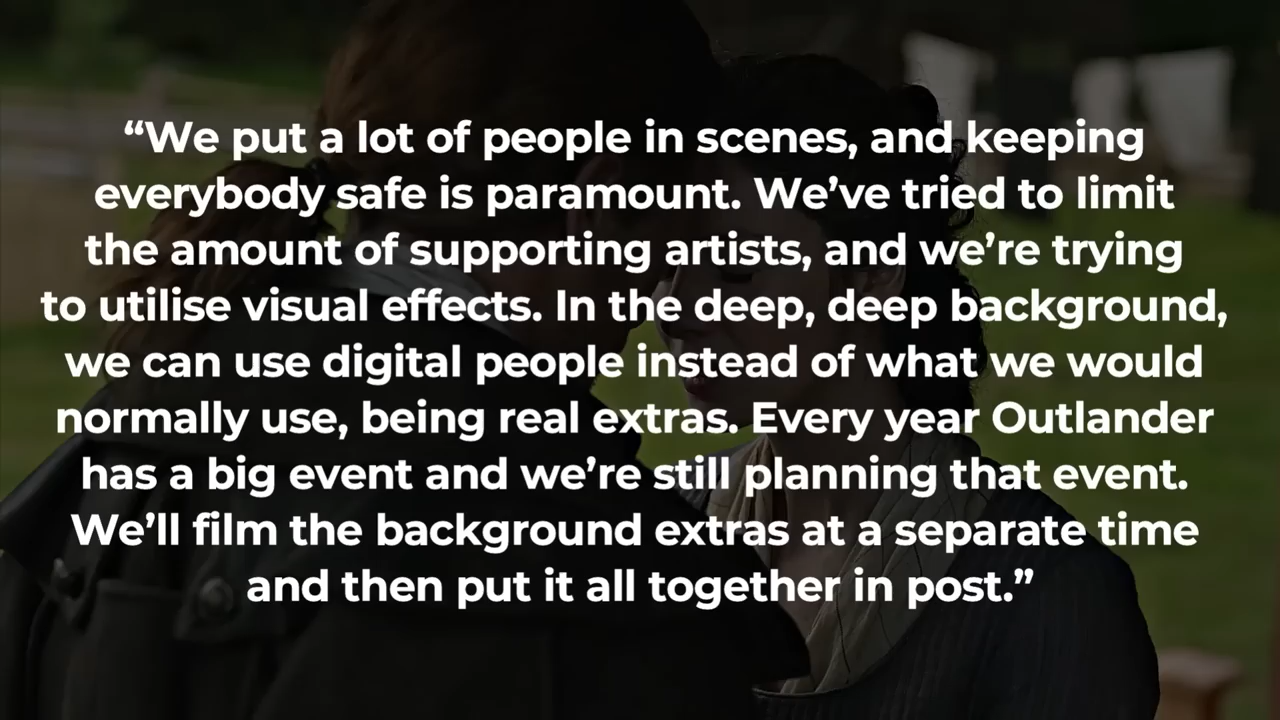 “We put a lot of people in scenes, and keeping
everybody safe is paramount. We’ve tried to limit
the amount of supporting artists, and we’re trying
to utilise visual effects. In the deep, deep background,
we can use digital people instead of what we would
normally use, being real extras. Every year Outlander
has a big event and we’re still planning that event.
We’ll film the background extras at a separate time
and then put it all together in post.”